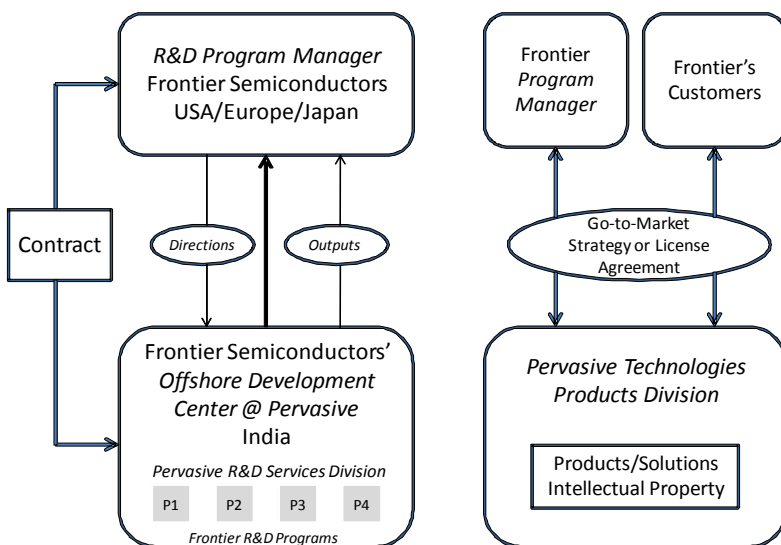 R&D Program Manager
Frontier Semiconductors
USA/Europe/Japan
Contract
Directions
Outputs
Frontier Semiconductors’
Offshore Development
Center @ Pervasive
India
Pervasive R&D Services Division
P1 P2 P3 P4
Frontier R&D Programs
Frontier
Program
Manager
Frontier’s
Customers
Go-to-Market
Strategy or License
Agreement
Pervasive Technologies
Products Division
Products/Solutions
Intellectual Property